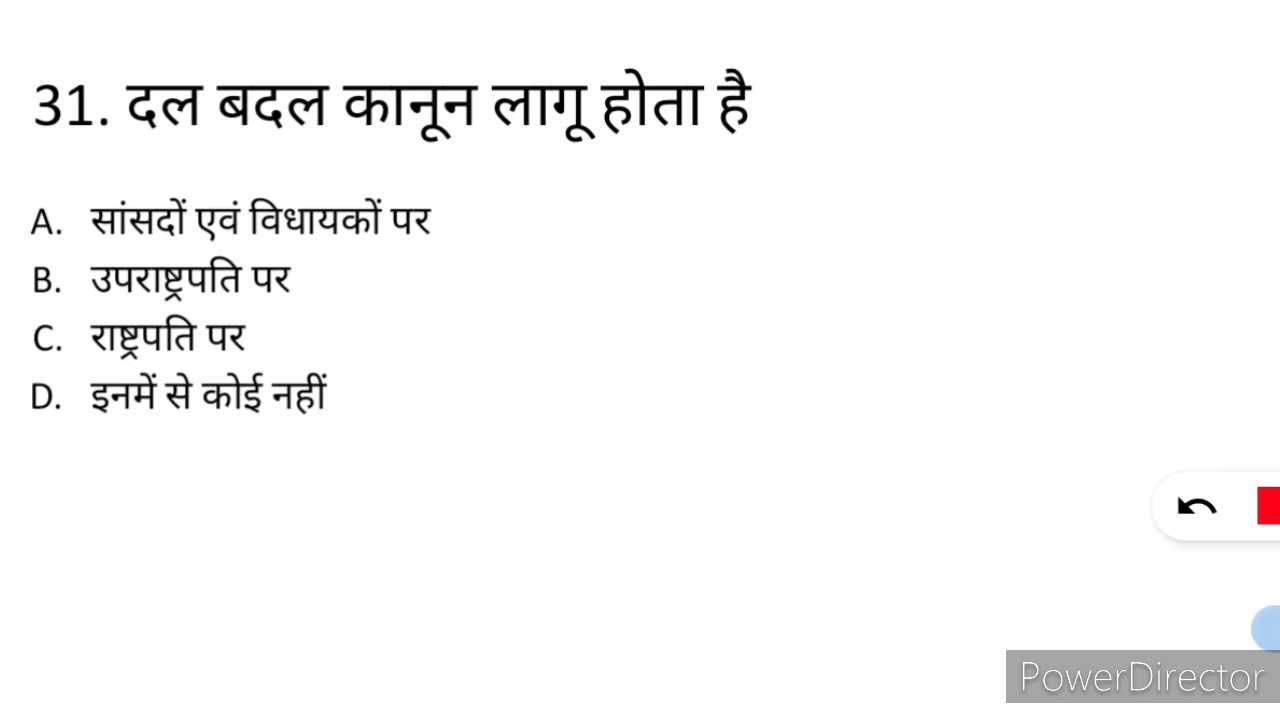 31. दल बदल कानून लागू होता है
A. सांसदों एवं विधायकों पर
B. उपराष्ट्रपति पर
C. राष्ट्रपति पर
D. इनमें से कोई नहीं
PowerDirector